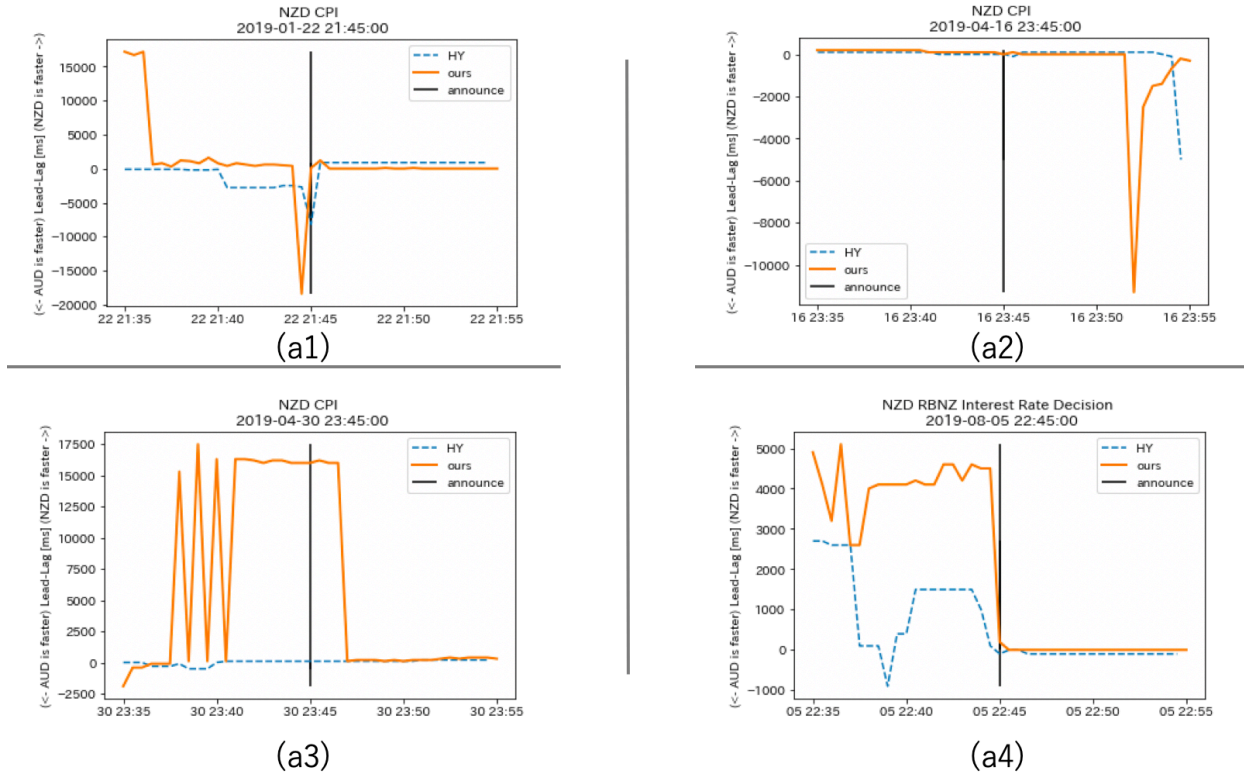 NZD CPI
2019-01-22 21:45:00
(<- AUD is faster) Lead-Lag [ms] (NZD is faster ->)
15000
10000
5000
0
−5000
−10000
−15000
−20000
HY
ours
announce
22 21:35
22 21:40
22 21:45
22 21:50
22 21:55
(a1)
NZD CPI
2019-04-16 23:45:00
(<- AUD is faster) Lead-Lag [ms] (NZD is faster ->)
0
−2000
−4000
−6000
−8000
−10000
HY
ours
announce
16 23:35
16 23:40
16 23:45
16 23:50
16 23:55
(a2)
NZD CPI
2019-04-30 23:45:00
(<- AUD is faster) Lead-Lag [ms] (NZD is faster ->)
17500
15000
12500
10000
7500
5000
2500
0
−2500
HY
ours
announce
30 23:35
30 23:40
30 23:45
30 23:50
30 23:55
(a3)
NZD RBNZ Interest Rate Decision
2019-08-05 22:45:00
(<- AUD is faster) Lead-Lag [ms] (NZD is faster ->)
5000
4000
3000
2000
1000
0
−1000
HY
ours
announce
05 22:35
05 22:40
05 22:45
05 22:50
05 22:55
(a4)